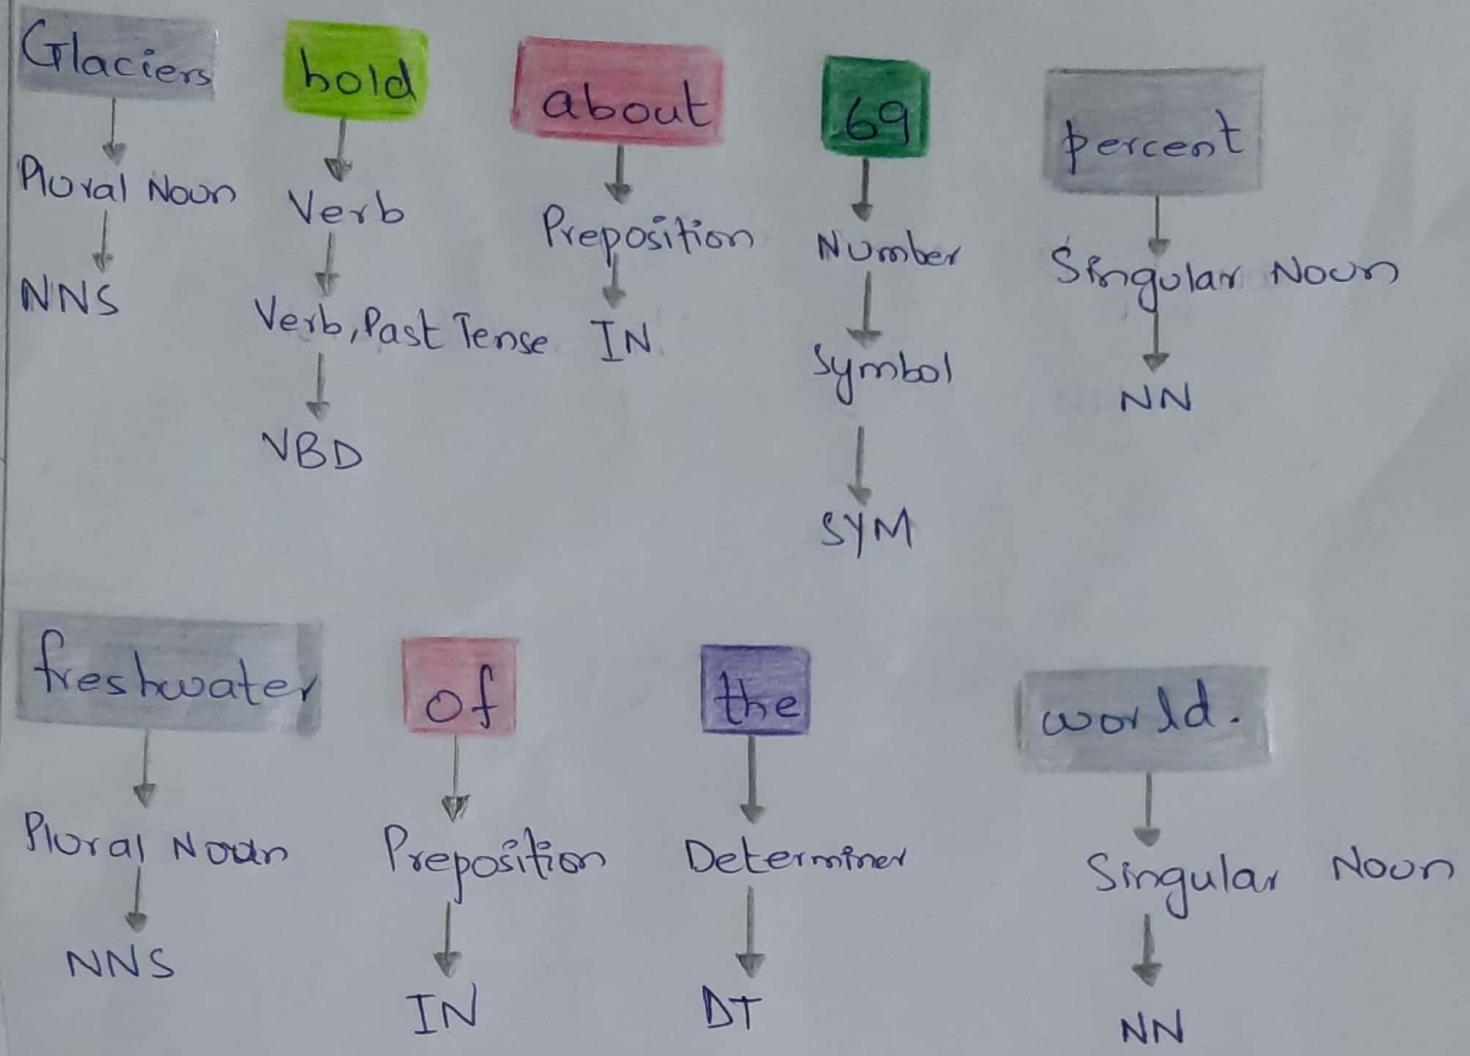 Glaciers hold about 69 percent
Plural Noun Verb Preposition Number Singular Noun
NNS Verb, Past Tense IN Symbol NN
VBD SYM
freshwater of the world.
Plural Noun Preposition Determiner Singular Noun
NNS IN DT NN